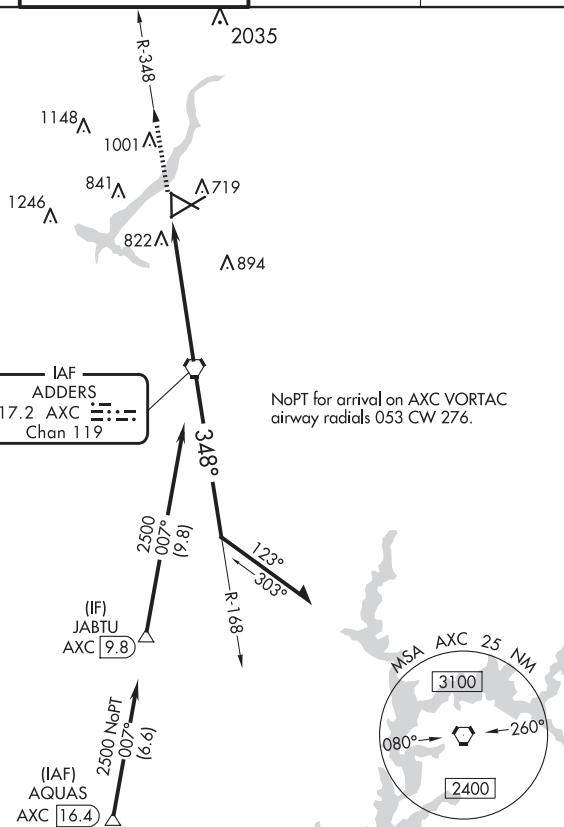 2035
R-348
1148
1001
841
719
1246
822
894
IAF
ADDERS
17.2 AXC
Chan 119
NoPT for arrival on AXC VORTAC
airway radials 053 CW 276.
348°
2500
007°
(9.8)
123°
303°
R-168
(IF)
JABTU
AXC 9.8
2500 NoPT
007°
(6.6)
(IAF)
AQUAS
AXC 16.4
MSA AXC 25 NM
3100
080°
260°
2400